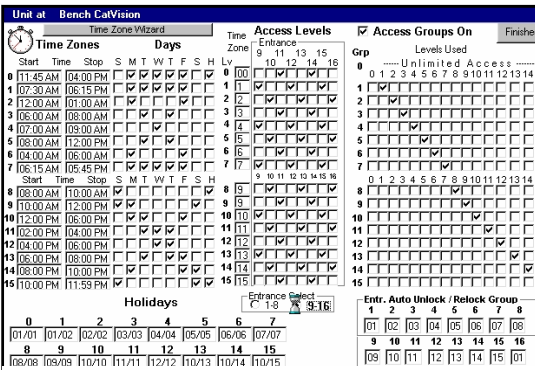 Unit at Bench CatVision
Time Zone Wizard
Time Zones Days
Start Time Stop S M T W T F S H
0 11:45 AM 04:00 PM
1 07:30 AM 06:15 PM
2 12:00 AM 01:00 AM
3 06:00 AM 08:00 AM
4 07:00 AM 09:00 AM
5 08:00 AM 12:00 PM
6 04:00 AM 06:00 AM
7 06:15 AM 05:45 PM
Start Time Stop S M T W T F S H
8 08:00 AM 10:00 AM
9 10:00 AM 12:00 PM
10 12:00 PM 06:00 PM
11 02:00 PM 04:00 PM
12 04:00 PM 06:00 PM
13 06:00 PM 08:00 PM
14 08:00 PM 10:00 PM
15 10:00 PM 11:59 PM
Time Zone Access Levels
Entrance
9 11 13 15
Lv 10 12 14 16
0 00
1 1
2 2
3 3
4 4
5 5
6 6
7 7
9 10 11 12 13 14 15 16
8 8
9 9
10 10
11 11
12 12
13 13
14 14
15 15
Entrance Select
1-8 9-16
Access Groups On Finishe
Grp Levels Used
0 ------ Unlimited Access ------
0 1 2 3 4 5 6 7 8 9 10 11 12 13 14
1
2
3
4
5
6
7
0 1 2 3 4 5 6 7 8 9 10 11 12 13 14
8
9
10
11
12
13
14
15
Holidays
0 1 2 3 4 5 6 7
01/01 01/02 02/02 03/03 04/04 05/05 06/06 07/07
8 9 10 11 12 13 14 15
08/08 09/09 10/10 11/11 12/12 10/13 10/14 10/15
Entr. Auto Unlock / Relock Group
1 2 3 4 5 6 7 8
01 02 03 04 05 06 07 08
9 10 11 12 13 14 15 16
09 10 11 12 13 14 15 01